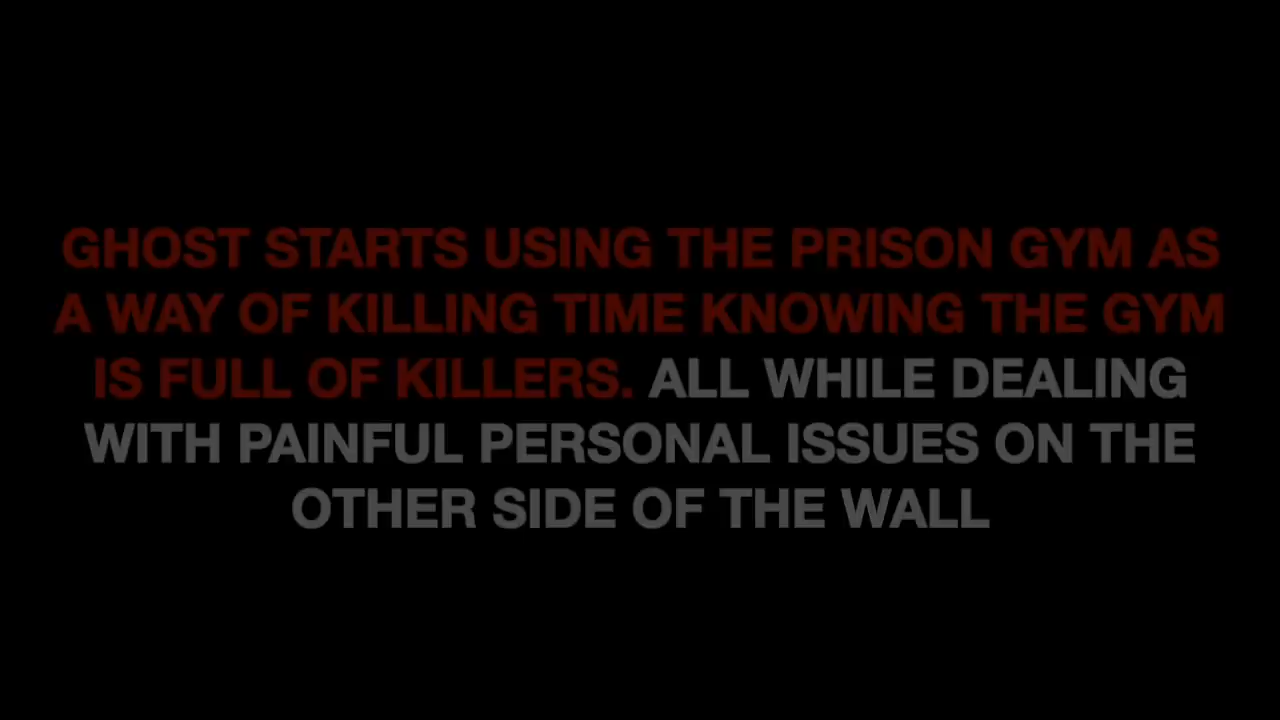 GHOST STARTS USING THE PRISON GYM AS
A WAY OF KILLING TIME KNOWING THE GYM
IS FULL OF KILLERS. ALL WHILE DEALING
WITH PAINFUL PERSONAL ISSUES ON THE
OTHER SIDE OF THE WALL